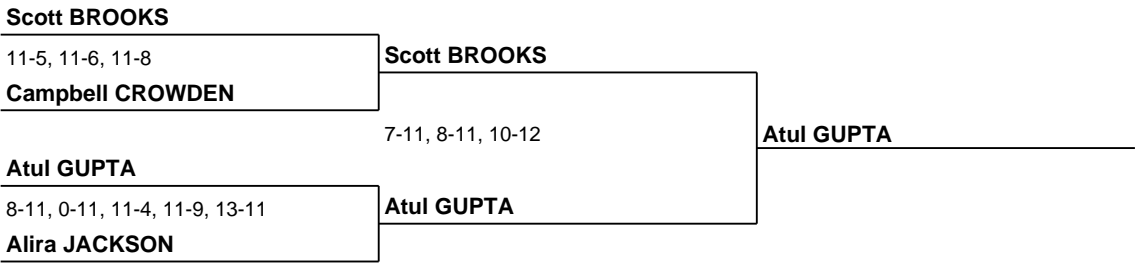 Scott BROOKS
11-5, 11-6, 11-8
Scott BROOKS
Campbell CROWDEN
7-11, 8-11, 10-12
Atul GUPTA
Atul GUPTA
8-11, 0-11, 11-4, 11-9, 13-11
Atul GUPTA
Alira JACKSON